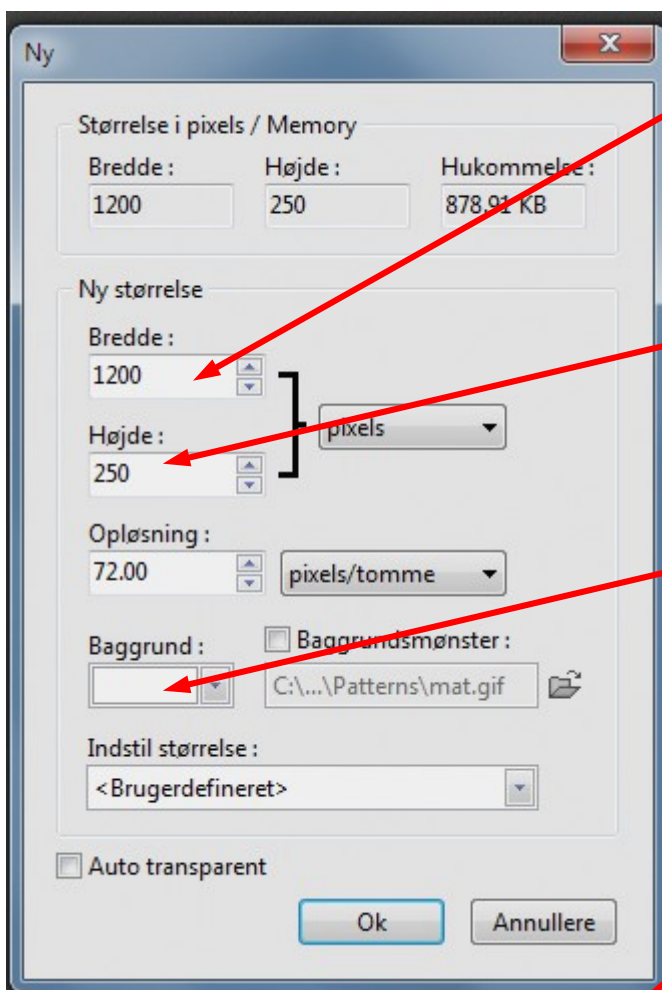 Ny
Størrelse i pixels / Memory
Bredde : Højde : Hukommelse :
1200 250 878,91 KB
Ny størrelse
Bredde :
1200
pixels
Højde :
250
Opløsning :
72.00 pixels/tomme
Baggrund : Baggrundsmønster :
C:\...\Patterns\mat.gif
Indstil størrelse :
<Brugerdefineret>
Auto transparent
Ok Annullere